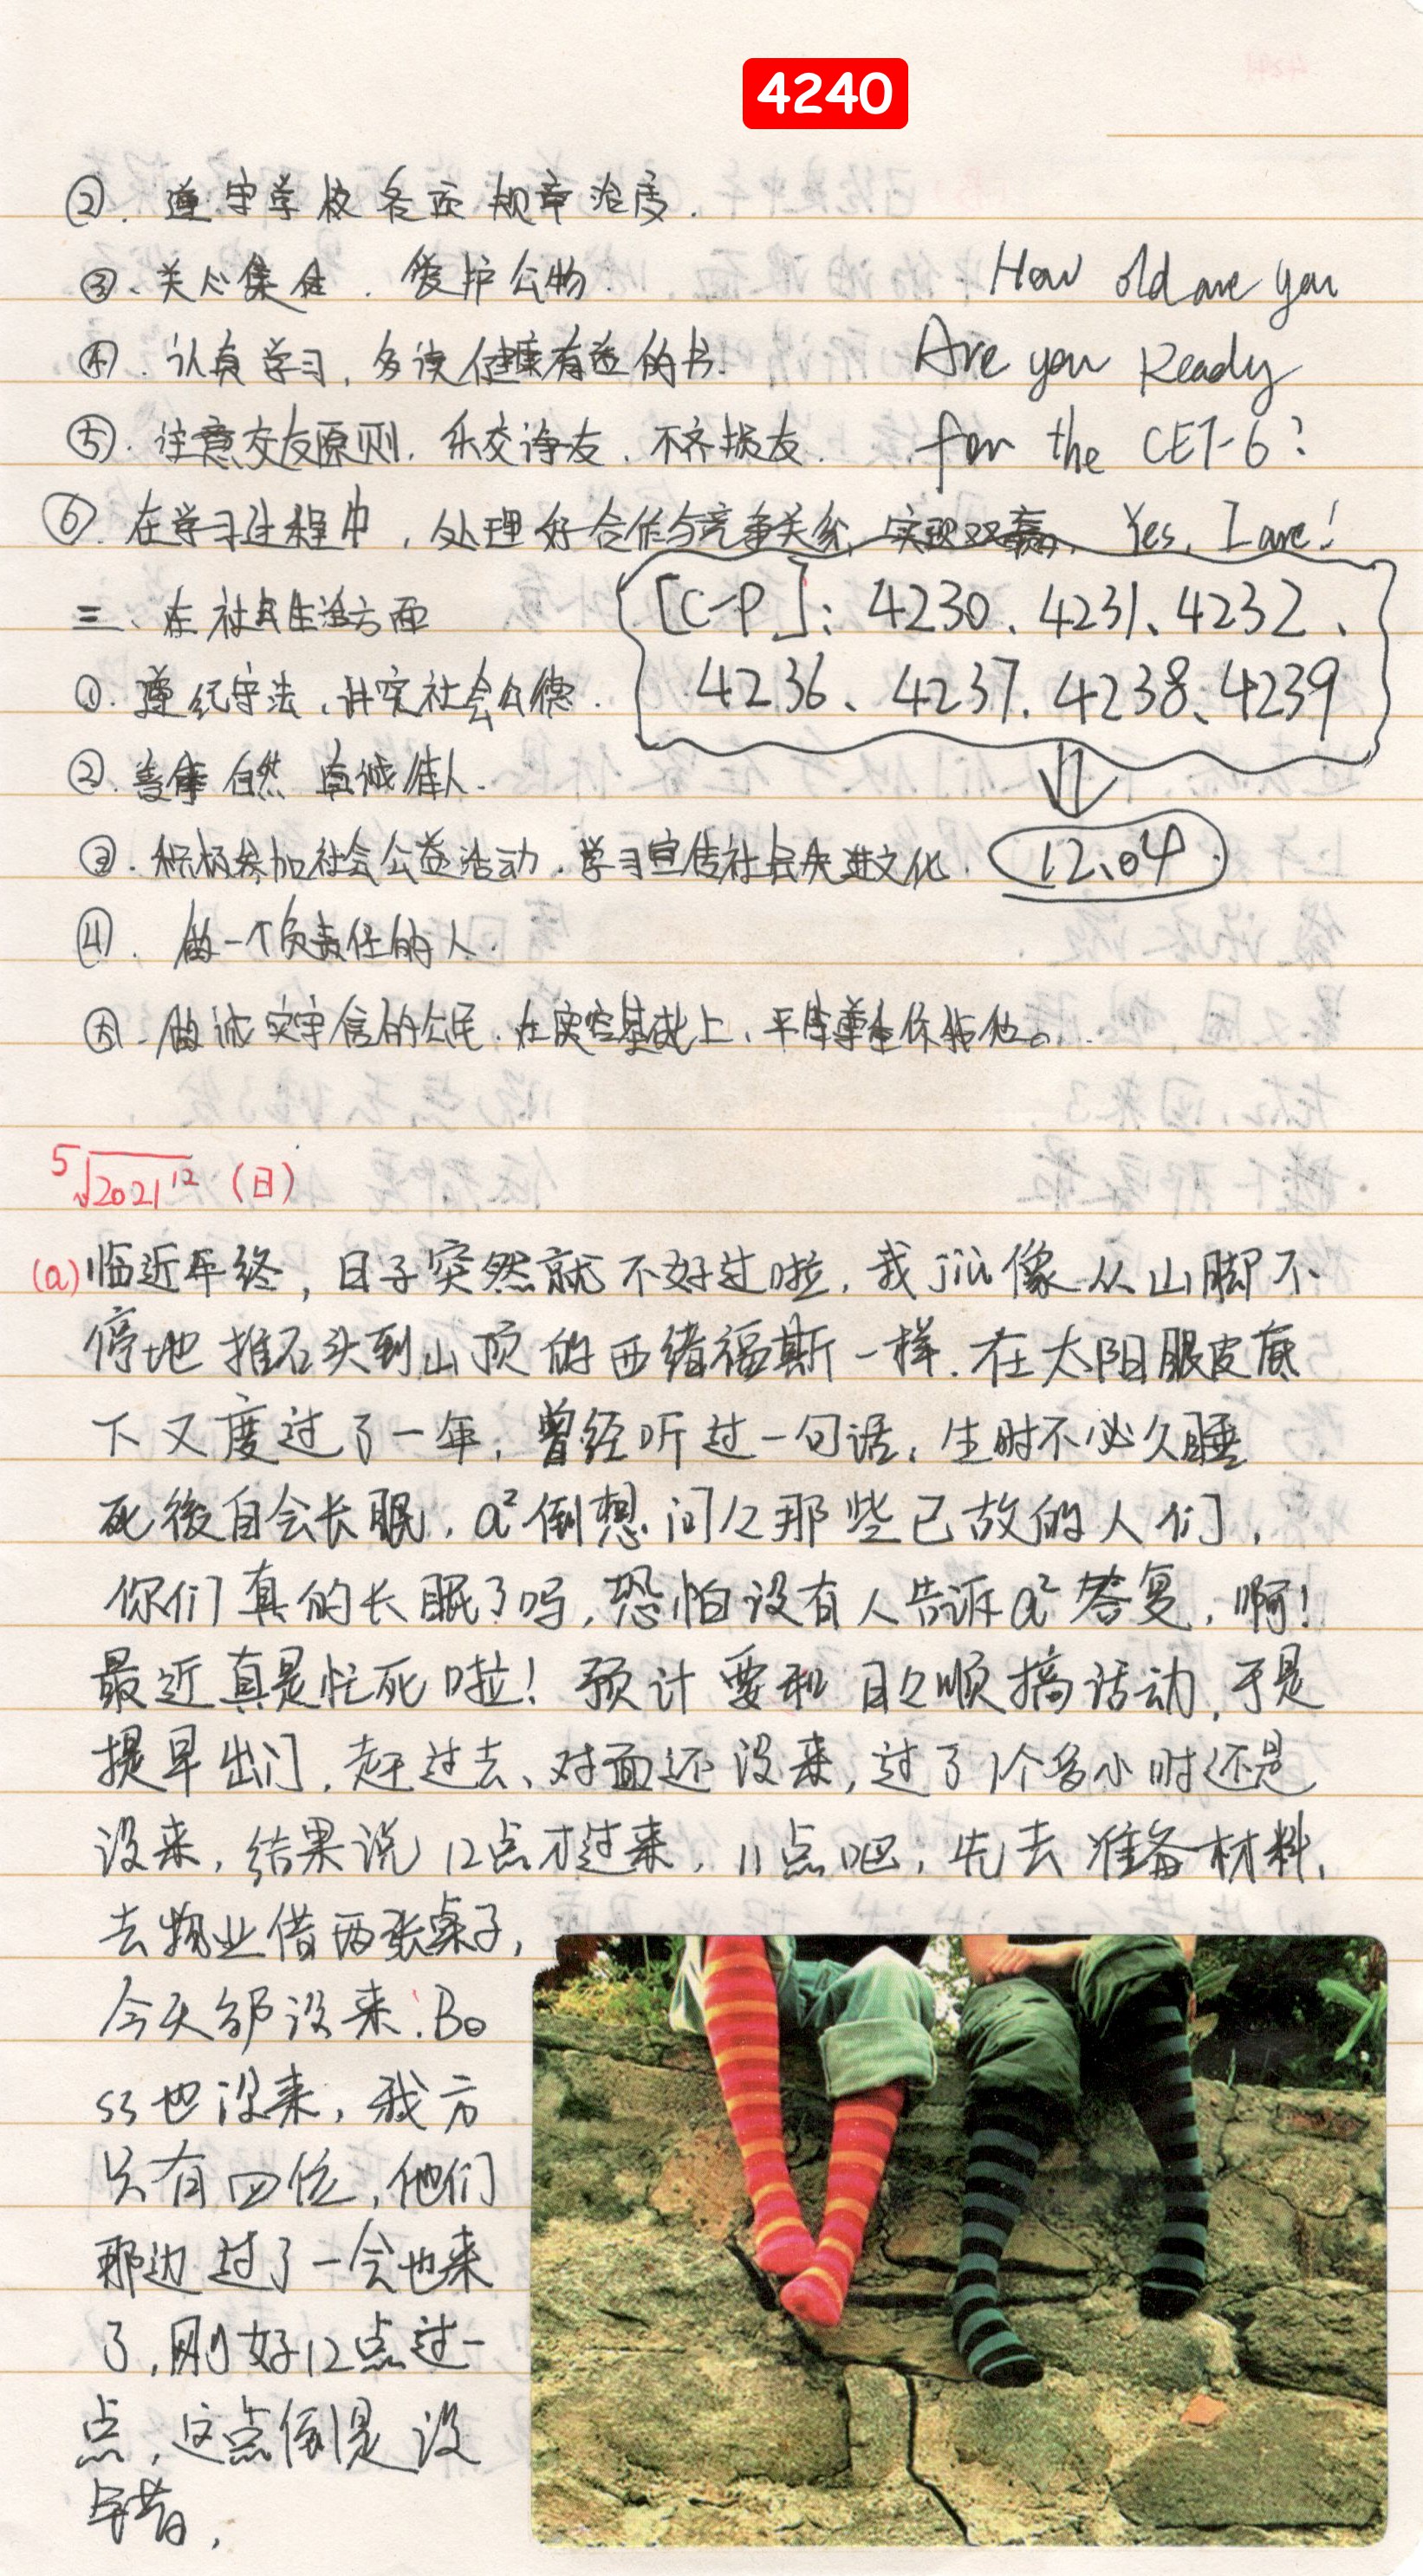 4240
②. 遵守学校各项规章治度.
③、关心集体. 爱护公物.
How old are you
④. 认真学习, 多读健康有益的书.
Are you Ready
⑤. 注意交友原则. 乐交诤友. 不齐损友.
for the CET-6?
⑥. 在学习过程中, 处理好合作与竞争关系, 实现双赢,
Yes, I are!
三、在社会生活方面
[C-P]: 4230、4231、4232、
①. 遵纪守法、讲究社会公德.
4236、4237、4238、4239
②. 自然 真诚待人.
③. 积极参加社会公益活动. 学习宣传社会先进文化.
12.04
④. 做一个负责任的人.
⑤. 做诚实守信的公民. 在 基础上, 平等尊重你我他。
5√2021¹² (日)
(a) 临近年终, 日子突然就不好过啦, 我jiù像从山脚不
停地推石头到山顶的西绪福斯一样. 在太阳眼皮底
下又度过了一年, 曾经听过一句话, 生时不必久睡
死後自会长眠, a²倒想问々那些已故的人们,
你们真的长眠了吗, 恐怕没有人告诉a²答复, 啊!
最近真是忙死啦! 预计要和日々顺搞活动, 于是
提早出门, 赶过去、对面还没来, 过了1个多小时还是
没来, 结果说12点才过来, 11点吧, 先去准备材料,
去物业借两张桌子,
今天都没来. Bo
ss也没来, 我方
只有四位, 他们
那边过了一会也来
了, 刚好12点过一
点, 这点倒是没
弄错,